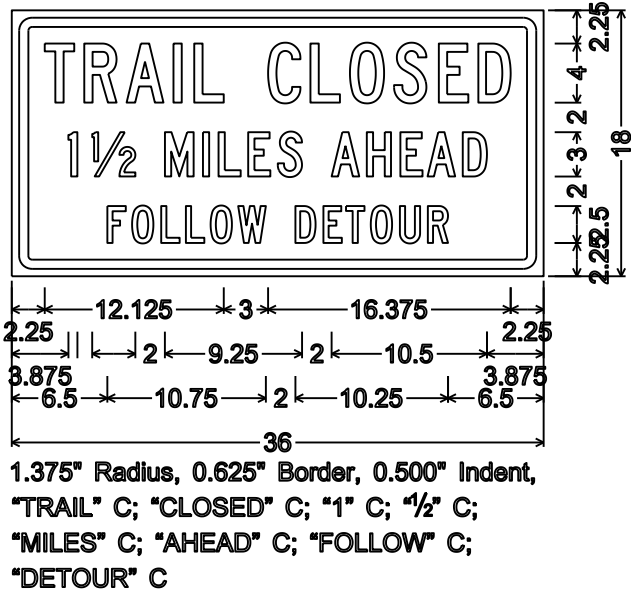 TRAIL CLOSED
1½ MILES AHEAD
FOLLOW DETOUR
2.25
4
2
3
2
2.5
2.25
18
2.25 12.125 3 16.375 2.25
3.875 2 9.25 2 10.5 3.875
6.5 10.75 2 10.25 6.5
36
1.375" Radius, 0.625" Border, 0.500" Indent,
“TRAIL” C; “CLOSED” C; “1” C; “½” C;
“MILES” C; “AHEAD” C; “FOLLOW” C;
“DETOUR” C